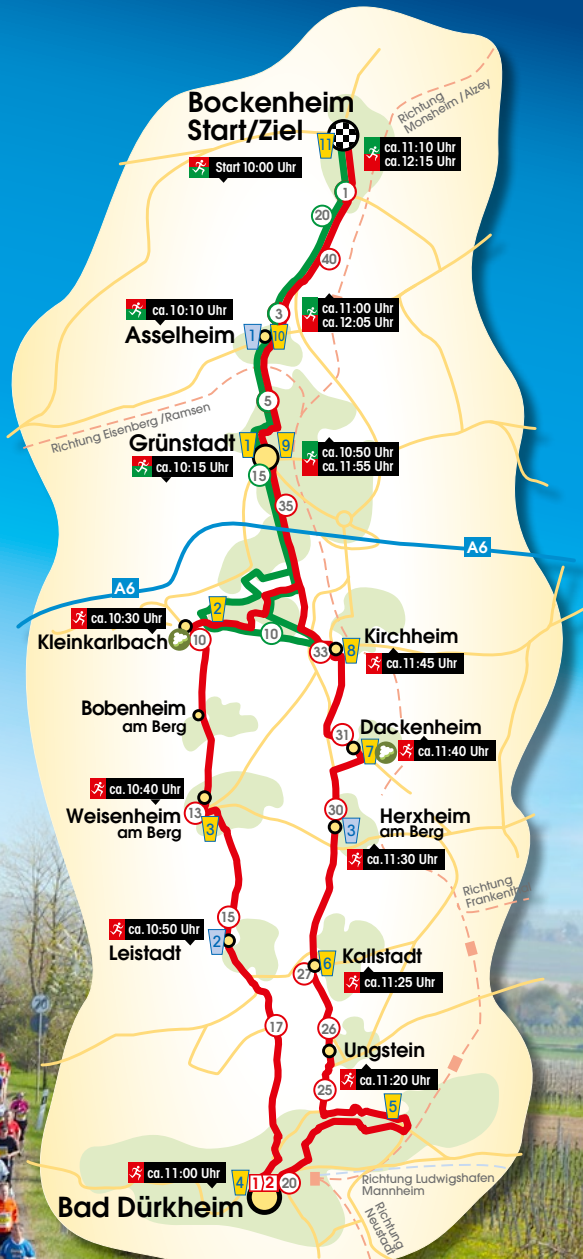 Bockenheim
Start/Ziel
Richtung
Monsheim /Alzey
11
ca.11:10 Uhr
ca.12:15 Uhr
Start 10:00 Uhr
1
20
40
ca.10:10 Uhr
3
ca.11:00 Uhr
ca.12:05 Uhr
Asselheim
1
10
5
Richtung Eisenberg /Ramsen
Grünstadt
1
9
ca.10:50 Uhr
ca.11:55 Uhr
ca.10:15 Uhr
15
35
A6
A6
ca.10:30 Uhr
2
Kleinkarlbach
10
10
33
8
Kirchheim
ca.11:45 Uhr
Bobenheim
am Berg
31
Dackenheim
7
ca.11:40 Uhr
ca.10:40 Uhr
Weisenheim
am Berg
13
3
30
3
Herxheim
am Berg
ca.11:30 Uhr
Richtung
Frankenth
15
ca.10:50 Uhr
2
Leistadt
27
6
Kallstadt
ca.11:25 Uhr
17
26
Ungstein
25
ca.11:20 Uhr
5
ca.11:00 Uhr
4
1
2
20
Bad Dürkheim
Richtung Ludwigshafen
Mannheim
Richtung
Neustadt